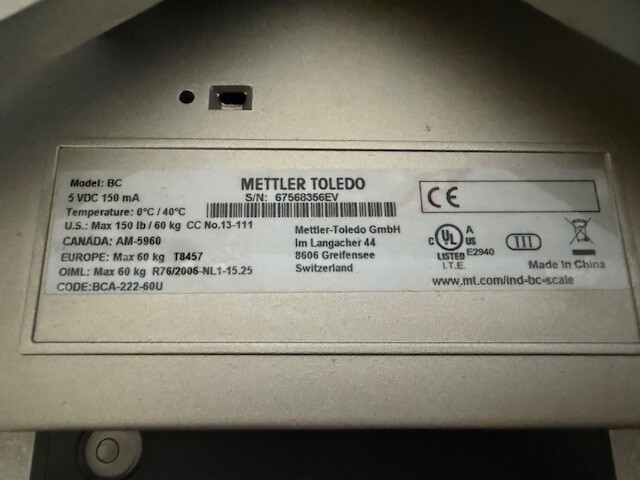 Model: BC
5 VDC 150 mA
Temperature: 0°C / 40°C
U.S.: Max 150 lb / 60 kg CC No.13-111
CANADA: AM-5960
EUROPE: Max 60 kg T8457
OIML: Max 60 kg R76/2006-NL1-15.25
CODE:BCA-222-60U
METTLER TOLEDO
S/N: 67568356EV
Mettler-Toledo GmbH
Im Langacher 44
8606 Greifensee
Switzerland
CE
C UL US
LISTED E2940
I.T.E.
III
Made in China
www.mt.com/ind-bc-scale